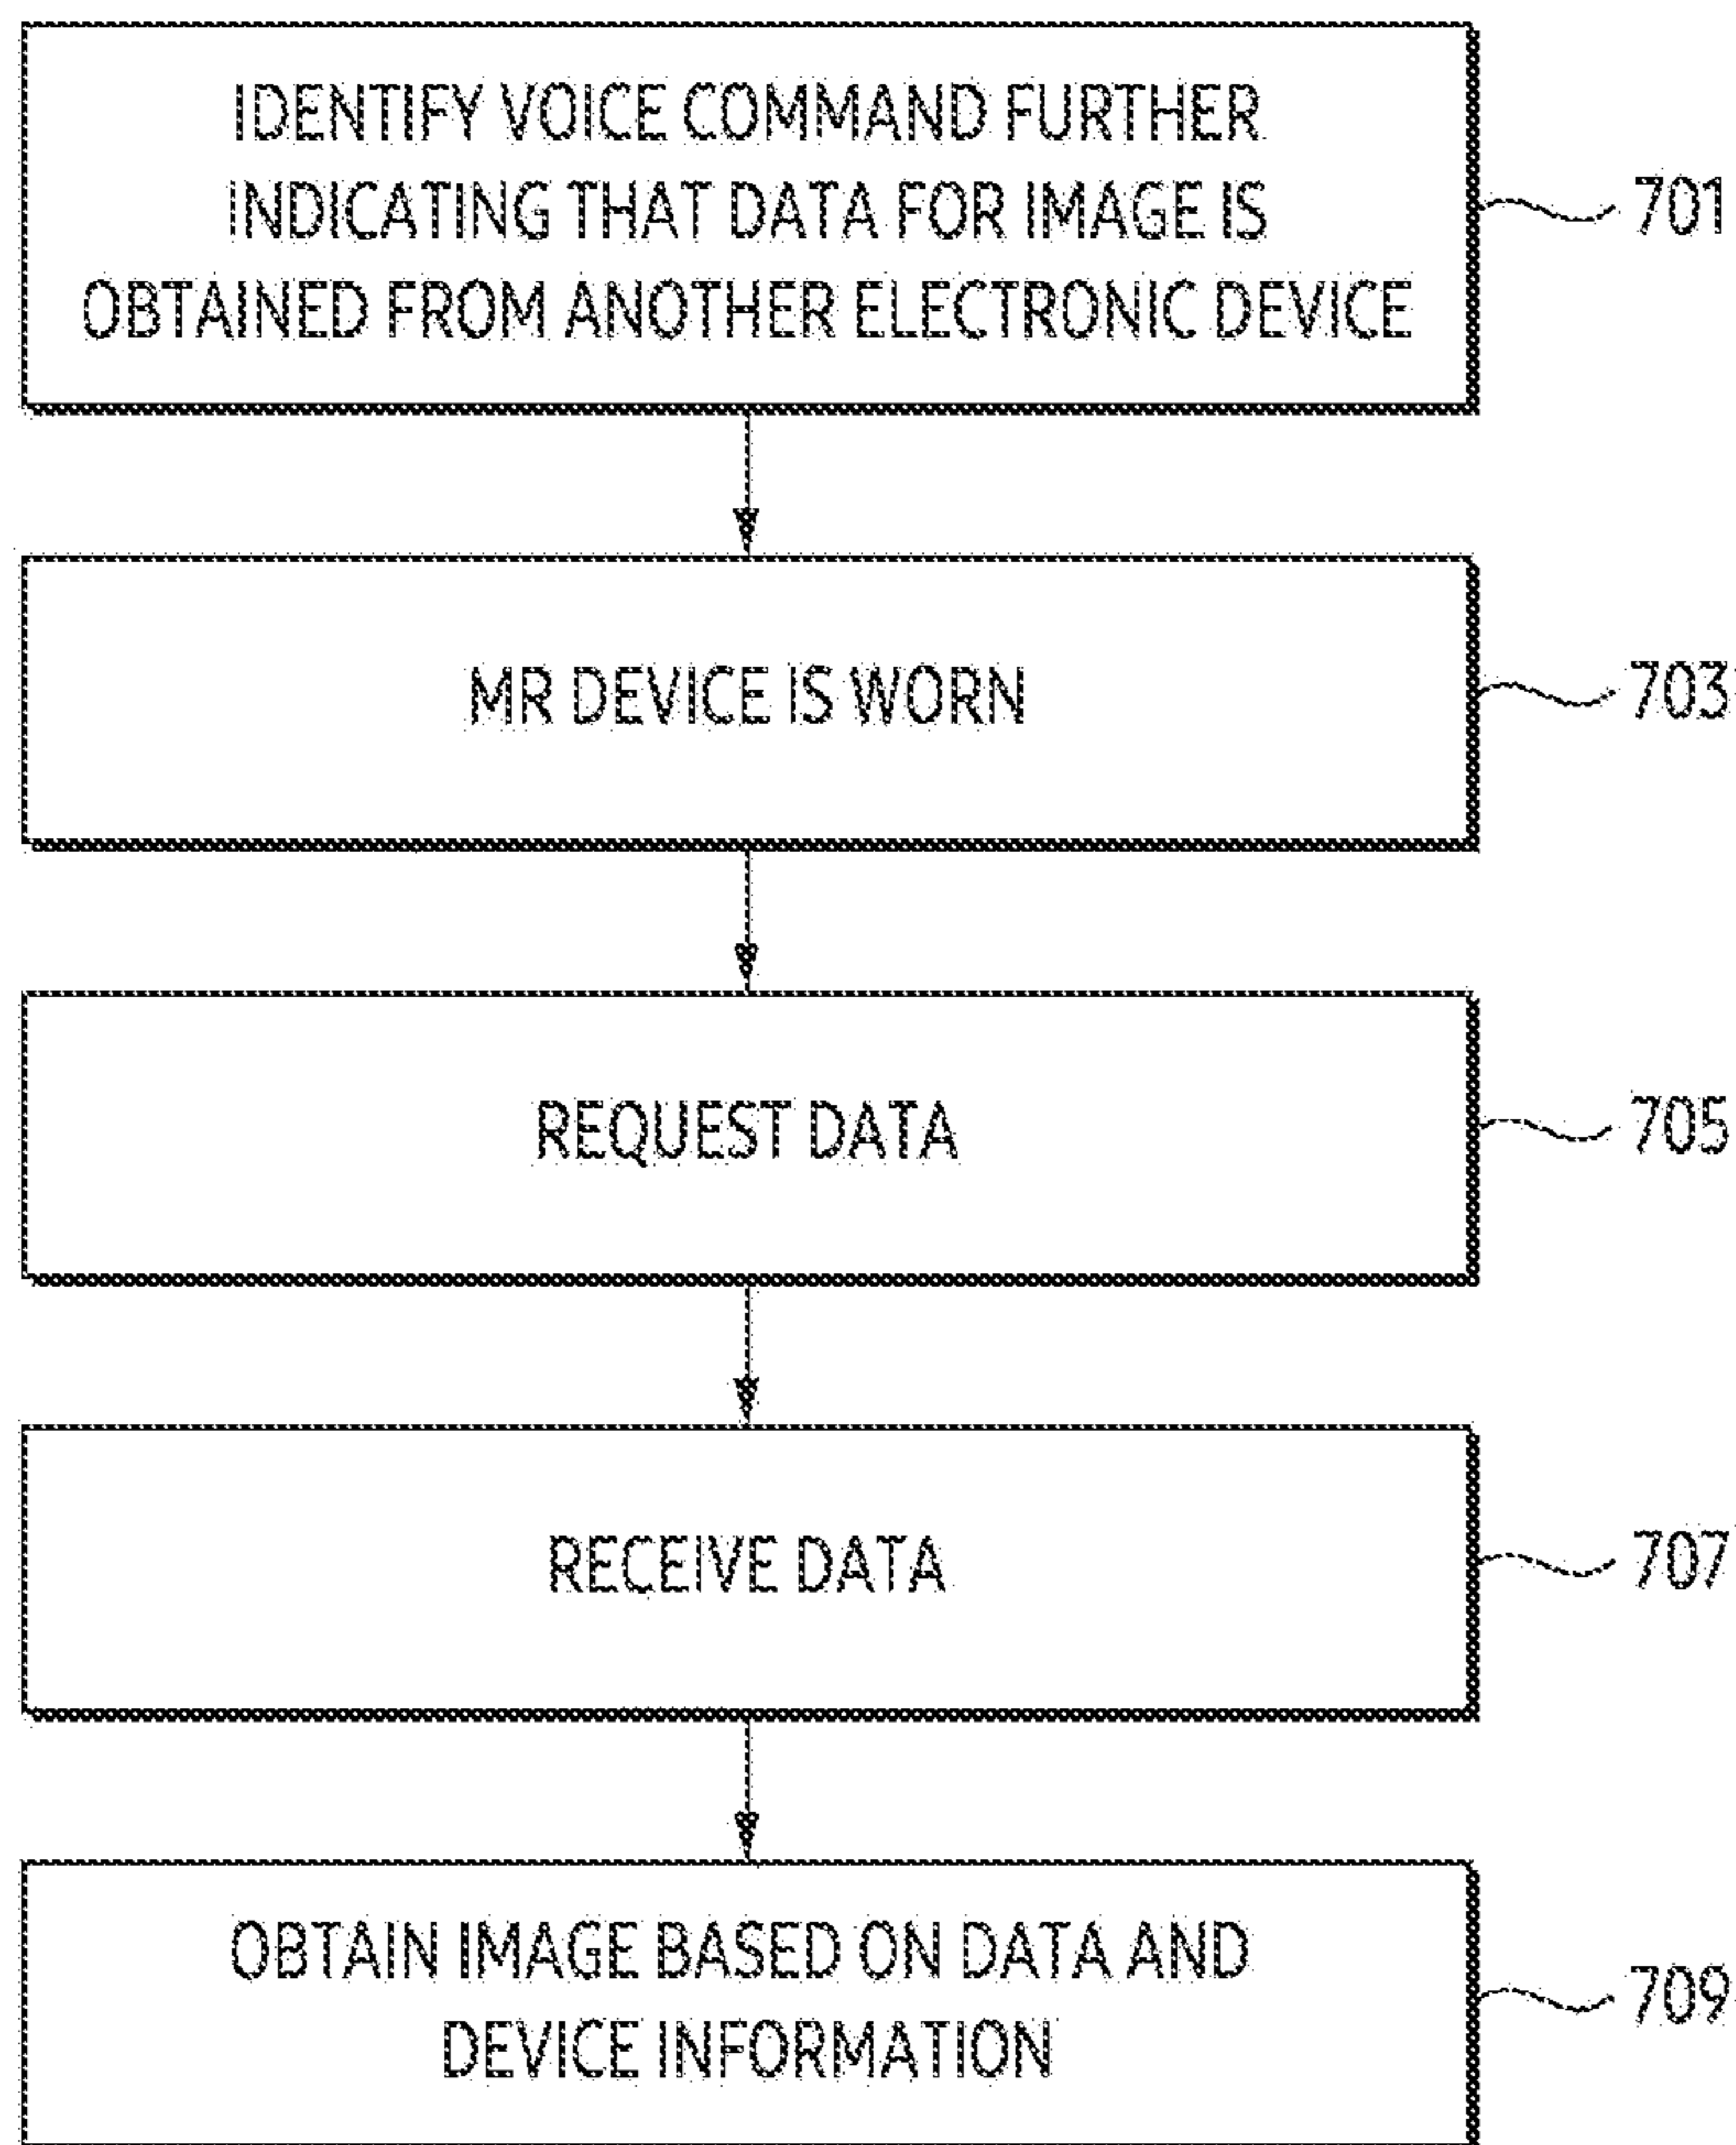 IDENTIFY VOICE COMMAND FURTHER
INDICATING THAT DATA FOR IMAGE IS
OBTAINED FROM ANOTHER ELECTRONIC DEVICE
701
MR DEVICE IS WORN
703
REQUEST DATA
705
RECEIVE DATA
707
OBTAIN IMAGE BASED ON DATA AND
DEVICE INFORMATION
709